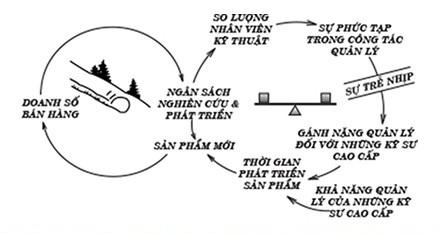 SO LƯỢNG
NHÂN VIÊN
KỸ THUẬT
SỰ PHỨC TẠP
TRONG CÔNG TÁC
QUẢN LÝ
SỰ TRỄ NHỊP
NGÂN SÁCH
NGHIÊN CỨU &
PHÁT TRIỂN
DOANH SỐ
BÁN HÀNG
GÁNH NẶNG QUẢN LÝ
ĐỐI VỚI NHỮNG KỸ SƯ
CAO CẤP
SẢN PHẨM MỚI
THỜI GIAN
PHÁT TRIỂN
SẢN PHẨM
KHẢ NĂNG QUẢN
LÝ CỦA NHỮNG KỸ
SƯ CAO CẤP